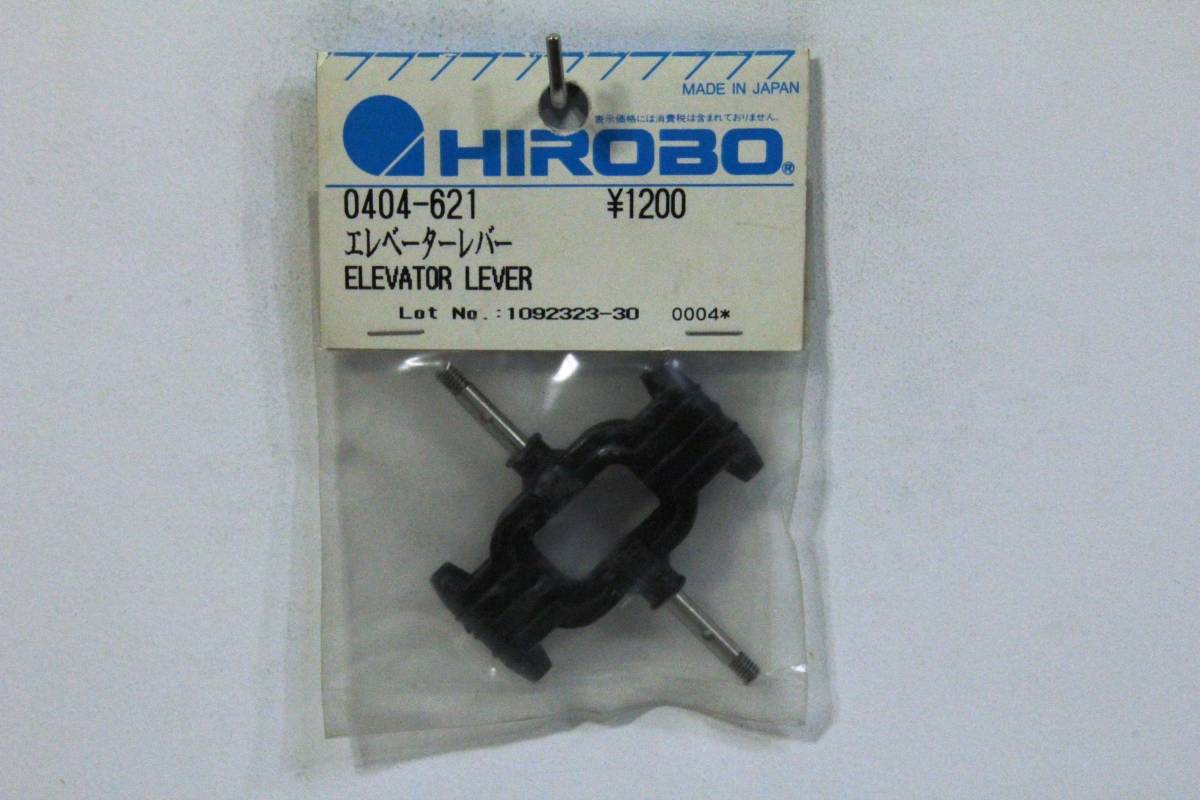 MADE IN JAPAN
表示価格には消費税は含まれておりません。
HIROBO®
0404-621 ¥1200
エレベーターレバー
ELEVATOR LEVER
Lot No.:1092323-30 0004*